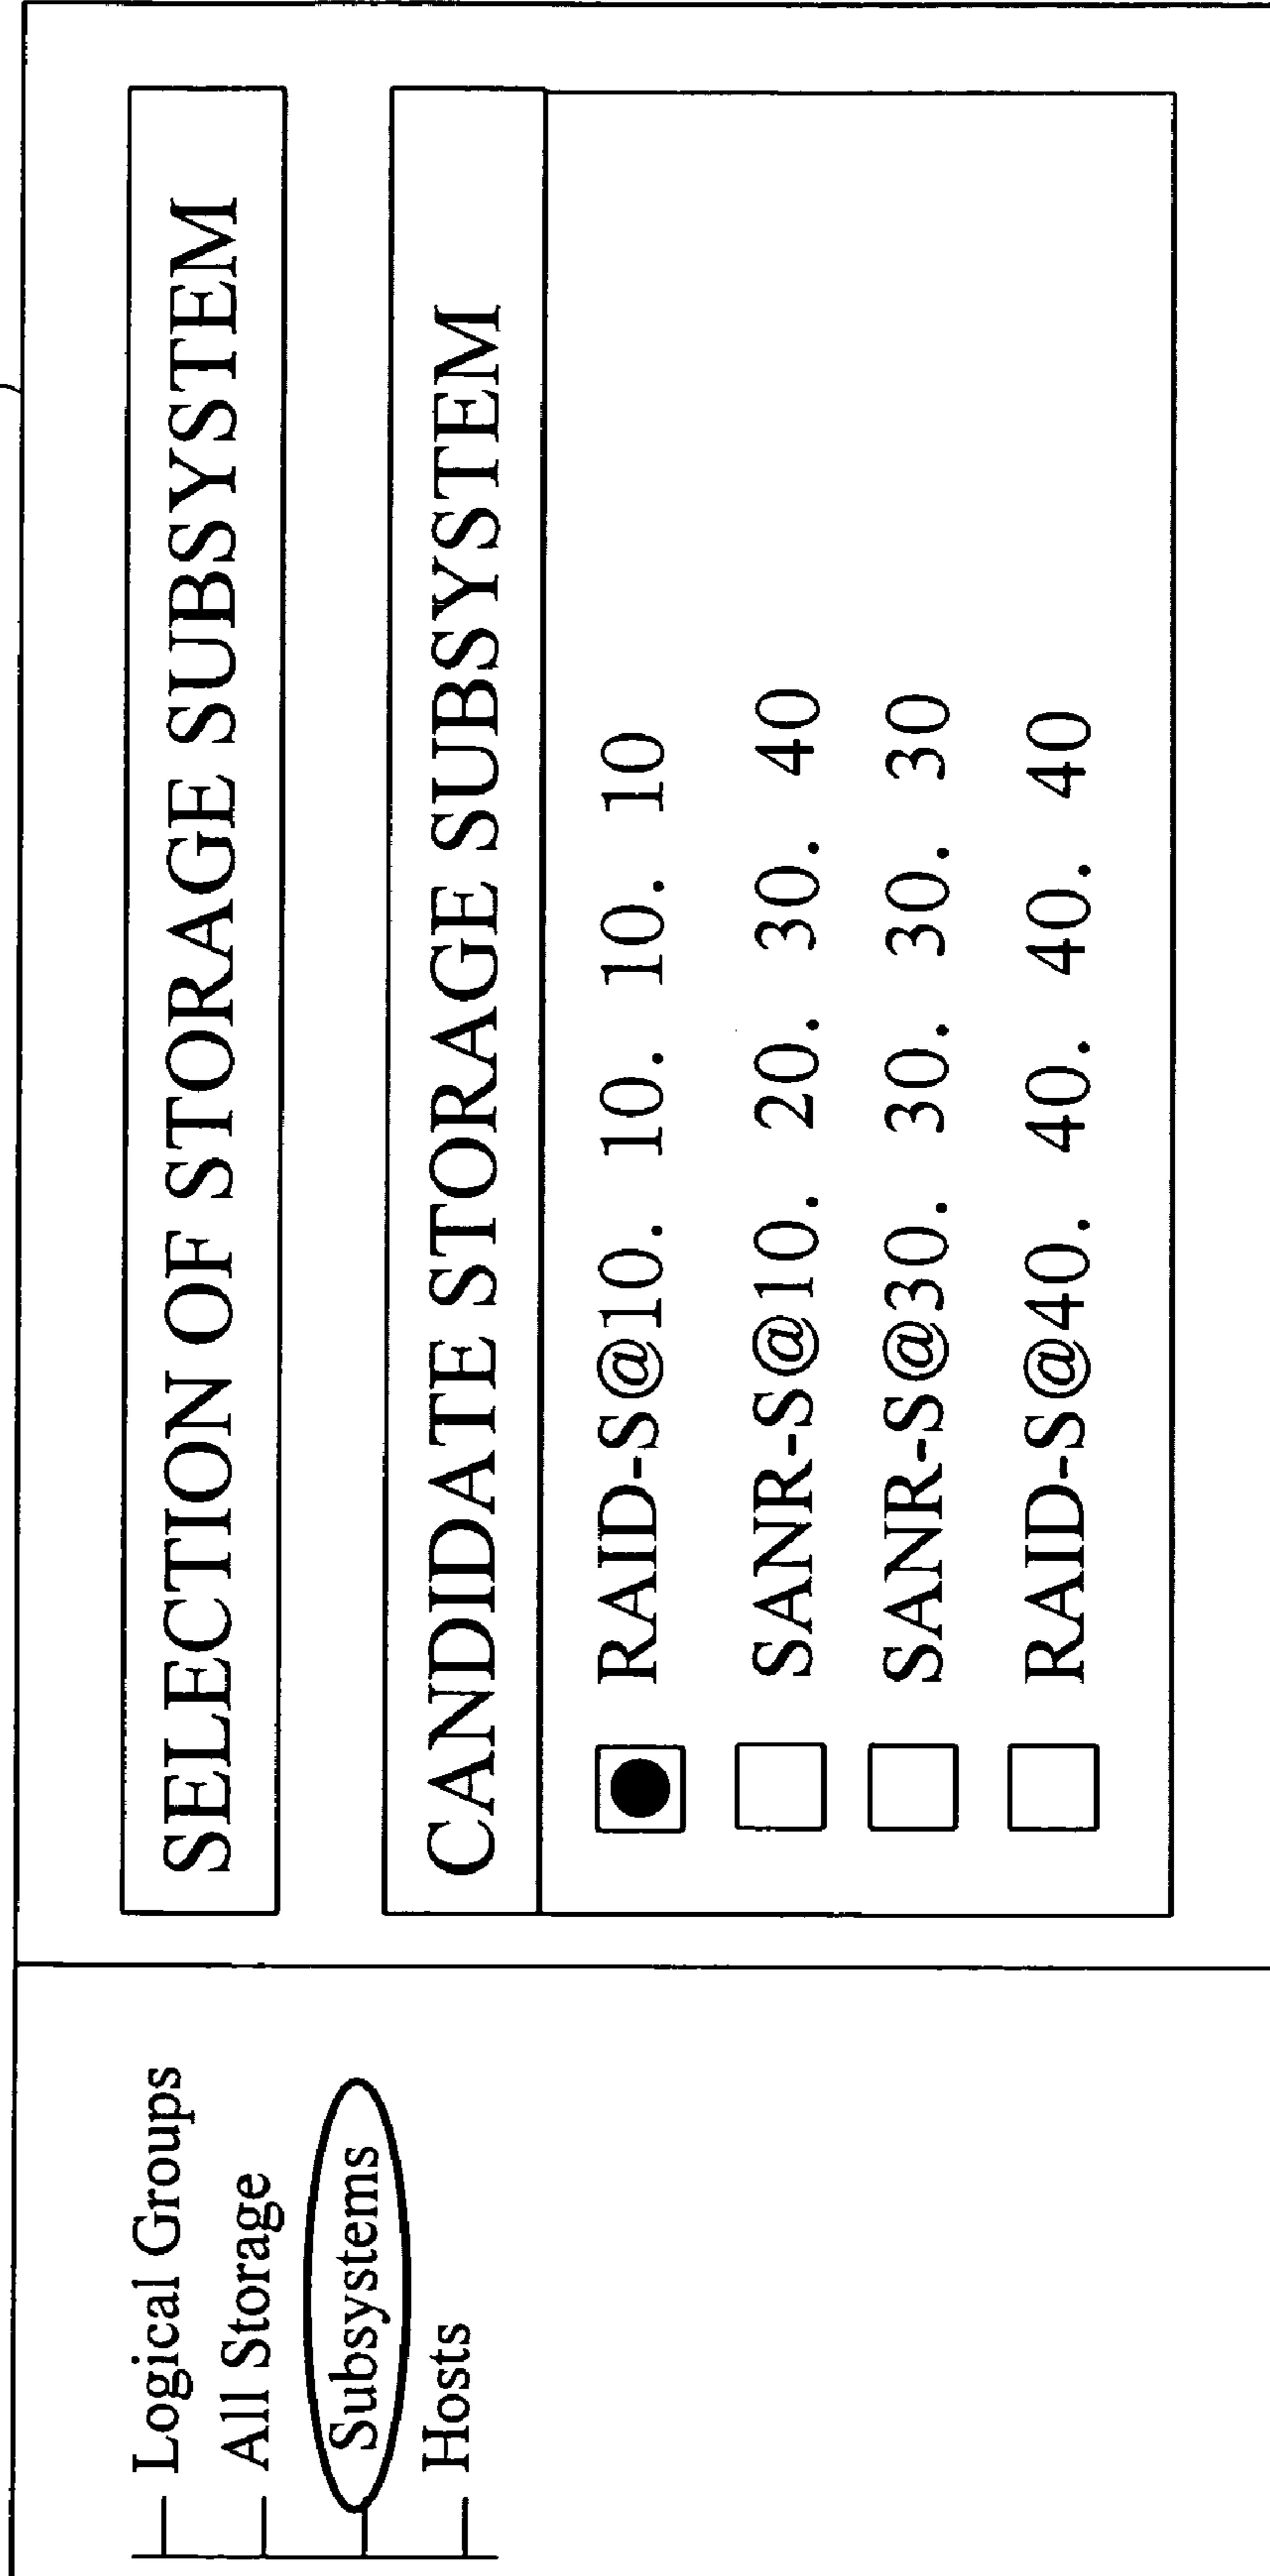 Logical Groups
All Storage
Subsystems
Hosts
SELECTION OF STORAGE SUBSYSTEM
CANDIDATE STORAGE SUBSYSTEM
RAID-S@10. 10. 10. 10
SANR-S@10. 20. 30. 40
SANR-S@30. 30. 30. 30
RAID-S@40. 40. 40. 40